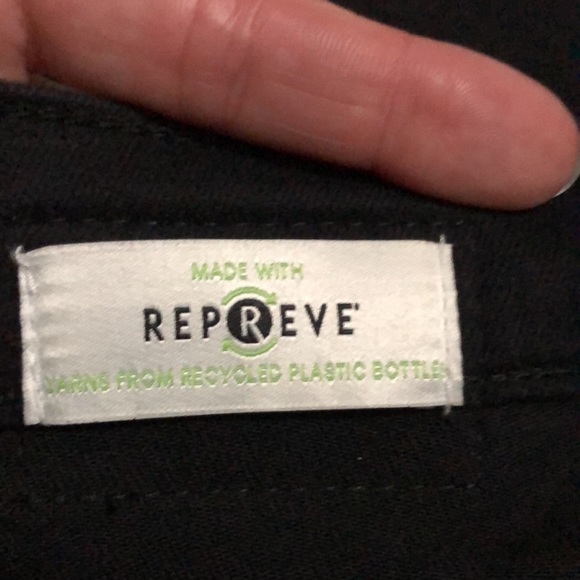 MADE WITH
REPREVE'
YARNS FROM RECYCLED PLASTIC BOTTLES